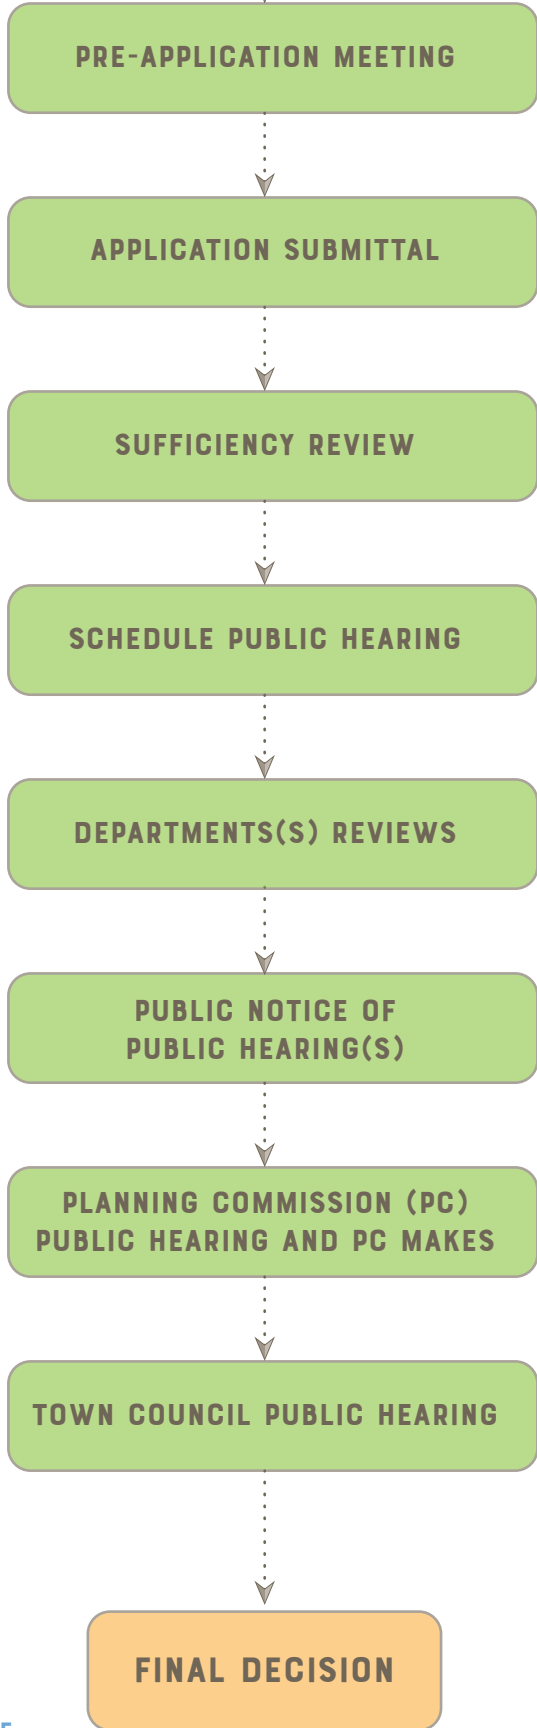 PRE-APPLICATION MEETING
APPLICATION SUBMITTAL
SUFFICIENCY REVIEW
SCHEDULE PUBLIC HEARING
DEPARTMENTS(S) REVIEWS
PUBLIC NOTICE OF
PUBLIC HEARING(S)
PLANNING COMMISSION (PC)
PUBLIC HEARING AND PC MAKES
TOWN COUNCIL PUBLIC HEARING
FINAL DECISION